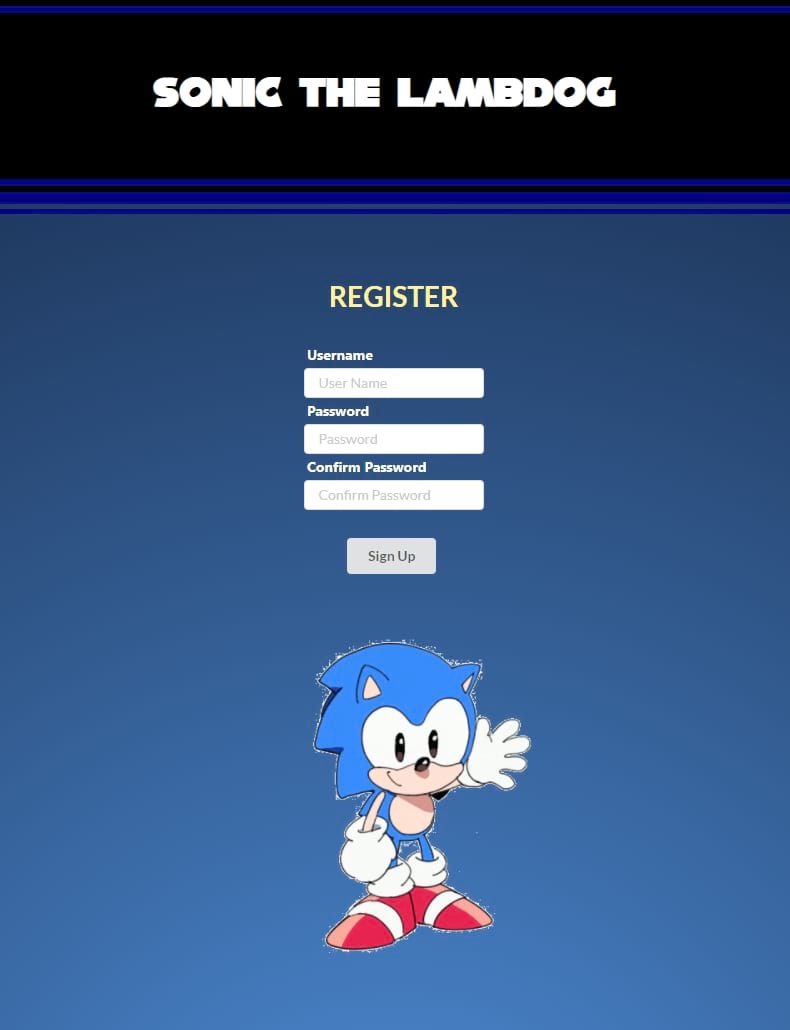 SONIC THE LAMBDOG
REGISTER
Username
User Name
Password
Password
Confirm Password
Confirm Password
Sign Up